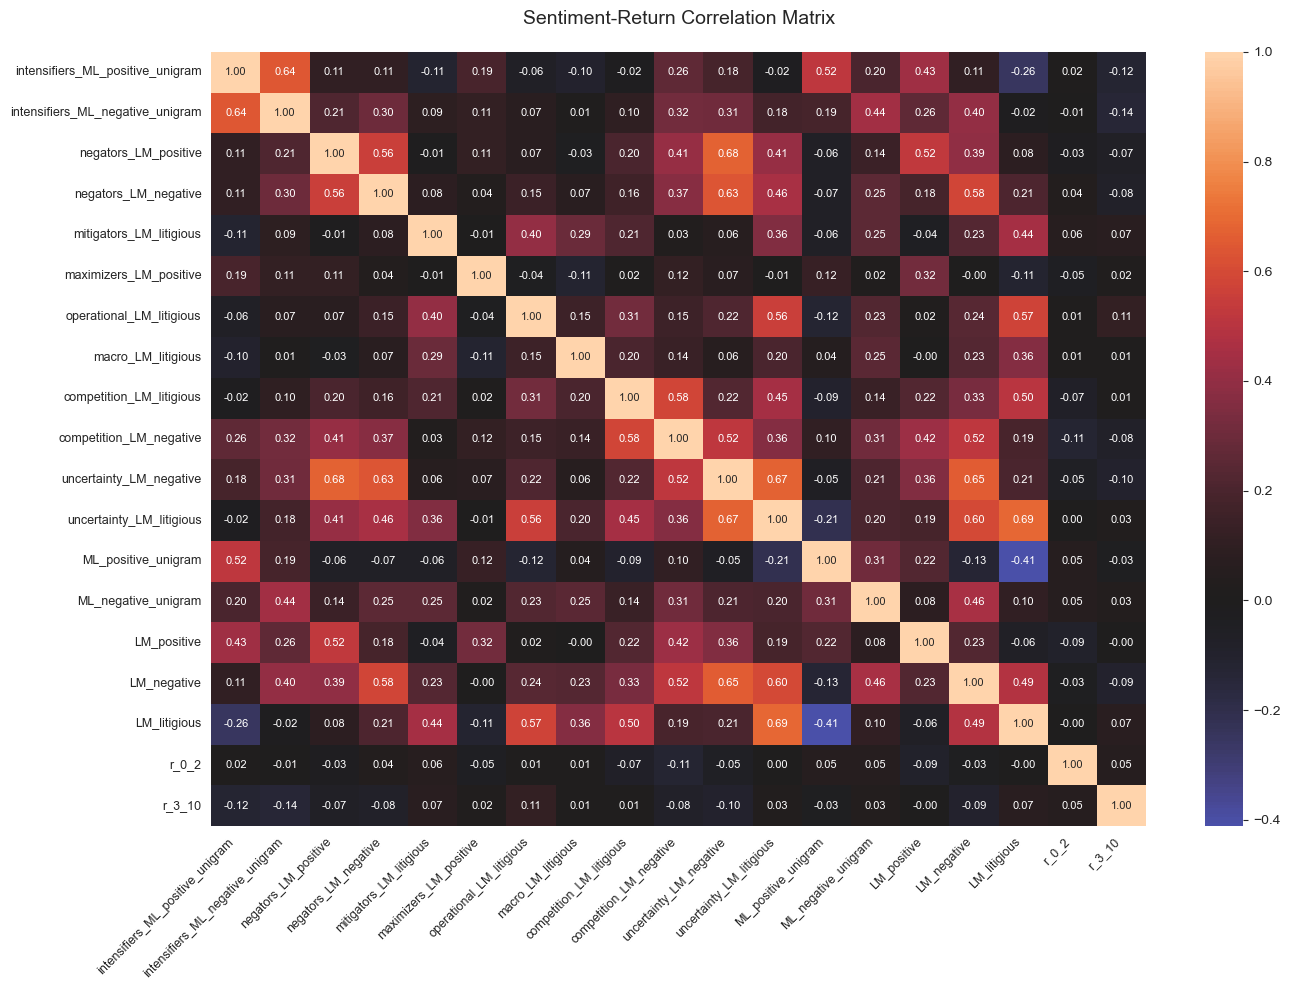 Sentiment-Return Correlation Matrix
intensifiers_ML_positive_unigram 1.00 0.64 0.11 0.11 -0.11 0.19 -0.06 -0.10 -0.02 0.26 0.18 -0.02 0.52 0.20 0.43 0.11 -0.26 0.02 -0.12
intensifiers_ML_negative_unigram 0.64 1.00 0.21 0.30 0.09 0.11 0.07 0.01 0.10 0.32 0.31 0.18 0.19 0.44 0.26 0.40 -0.02 -0.01 -0.14
negators_LM_positive 0.11 0.21 1.00 0.56 -0.01 0.11 0.07 -0.03 0.20 0.41 0.68 0.41 -0.06 0.14 0.52 0.39 0.08 -0.03 -0.07
negators_LM_negative 0.11 0.30 0.56 1.00 0.08 0.04 0.15 0.07 0.16 0.37 0.63 0.46 -0.07 0.25 0.18 0.58 0.21 0.04 -0.08
mitigators_LM_litigious -0.11 0.09 -0.01 0.08 1.00 -0.01 0.40 0.29 0.21 0.03 0.06 0.36 -0.06 0.25 -0.04 0.23 0.44 0.06 0.07
maximizers_LM_positive 0.19 0.11 0.11 0.04 -0.01 1.00 -0.04 -0.11 0.02 0.12 0.07 -0.01 0.12 0.02 0.32 -0.00 -0.11 -0.05 0.02
operational_LM_litigious -0.06 0.07 0.07 0.15 0.40 -0.04 1.00 0.15 0.31 0.15 0.22 0.56 -0.12 0.23 0.02 0.24 0.57 0.01 0.11
macro_LM_litigious -0.10 0.01 -0.03 0.07 0.29 -0.11 0.15 1.00 0.20 0.14 0.06 0.20 0.04 0.25 -0.00 0.23 0.36 0.01 0.01
competition_LM_litigious -0.02 0.10 0.20 0.16 0.21 0.02 0.31 0.20 1.00 0.58 0.22 0.45 -0.09 0.14 0.22 0.33 0.50 -0.07 0.01
competition_LM_negative 0.26 0.32 0.41 0.37 0.03 0.12 0.15 0.14 0.58 1.00 0.52 0.36 0.10 0.31 0.42 0.52 0.19 -0.11 -0.08
uncertainty_LM_negative 0.18 0.31 0.68 0.63 0.06 0.07 0.22 0.06 0.22 0.52 1.00 0.67 -0.05 0.21 0.36 0.65 0.21 -0.05 -0.10
uncertainty_LM_litigious -0.02 0.18 0.41 0.46 0.36 -0.01 0.56 0.20 0.45 0.36 0.67 1.00 -0.21 0.20 0.19 0.60 0.69 0.00 0.03
ML_positive_unigram 0.52 0.19 -0.06 -0.07 -0.06 0.12 -0.12 0.04 -0.09 0.10 -0.05 -0.21 1.00 0.31 0.22 -0.13 -0.41 0.05 -0.03
ML_negative_unigram 0.20 0.44 0.14 0.25 0.25 0.02 0.23 0.25 0.14 0.31 0.21 0.20 0.31 1.00 0.08 0.46 0.10 0.05 0.03
LM_positive 0.43 0.26 0.52 0.18 -0.04 0.32 0.02 -0.00 0.22 0.42 0.36 0.19 0.22 0.08 1.00 0.23 -0.06 -0.09 -0.00
LM_negative 0.11 0.40 0.39 0.58 0.23 -0.00 0.24 0.23 0.33 0.52 0.65 0.60 -0.13 0.46 0.23 1.00 0.49 -0.03 -0.09
LM_litigious -0.26 -0.02 0.08 0.21 0.44 -0.11 0.57 0.36 0.50 0.19 0.21 0.69 -0.41 0.10 -0.06 0.49 1.00 -0.00 0.07
r_0_2 0.02 -0.01 -0.03 0.04 0.06 -0.05 0.01 0.01 -0.07 -0.11 -0.05 0.00 0.05 0.05 -0.09 -0.03 -0.00 1.00 0.05
r_3_10 -0.12 -0.14 -0.07 -0.08 0.07 0.02 0.11 0.01 0.01 -0.08 -0.10 0.03 -0.03 0.03 -0.00 -0.09 0.07 0.05 1.00
intensifiers_ML_positive_unigram
intensifiers_ML_negative_unigram
negators_LM_positive
negators_LM_negative
mitigators_LM_litigious
maximizers_LM_positive
operational_LM_litigious
macro_LM_litigious
competition_LM_litigious
competition_LM_negative
uncertainty_LM_negative
uncertainty_LM_litigious
ML_positive_unigram
ML_negative_unigram
LM_positive
LM_negative
LM_litigious
r_0_2
r_3_10
1.0
0.8
0.6
0.4
0.2
0.0
−0.2
−0.4